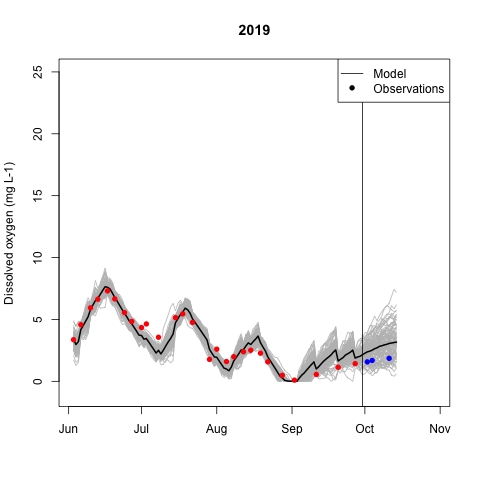 2019
Model
Observations
Dissolved oxygen (mg L-1)
25
20
15
10
5
0
Jun Jul Aug Sep Oct Nov